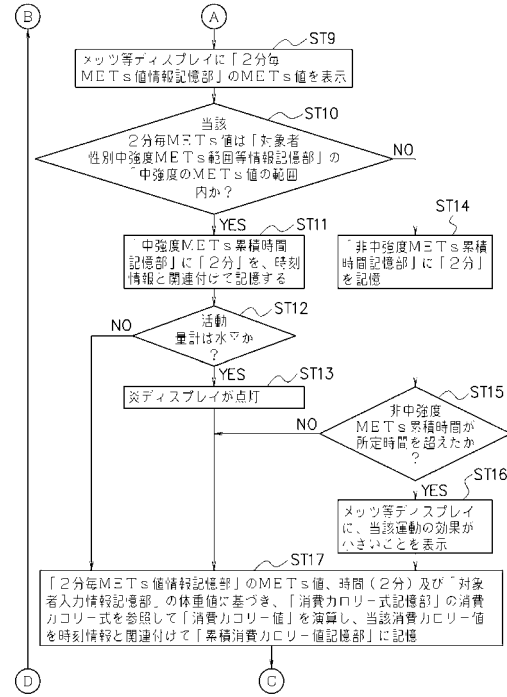 B
A
ST9
メッツ等ディスプレイに「2分毎
METs値情報記憶部」のMETs値を表示
ST10
当該
2分毎METs値は「対象者
性別中強度METs範囲等情報記憶部」の
「中強度のMETs値の範囲
内か?
NO
YES
ST11
「中強度METs累積時間
記憶部」に「2分」を、時刻
情報と関連付けて記憶する
ST14
「非中強度METs累積
時間記憶部」に「2分」
を記憶
ST12
活動
量計は水平か
?
NO
YES
ST13
炎ディスプレイが点灯
ST15
非中強度
METs累積時間が
所定時間を超えたか
?
NO
YES
ST16
メッツ等ディスプレイ
に、当該運動の効果が
小さいことを表示
ST17
「2分毎METs値情報記憶部」のMETs値、時間(2分)及び「対象
者入力情報記憶部」の体重値に基づき、「消費カロリー式記憶部」の消費
カロリー式を参照して「消費カロリー値」を演算し、当該消費カロリー値
を時刻情報と関連付けて「累積消費カロリー値記憶部」に記憶
D
C